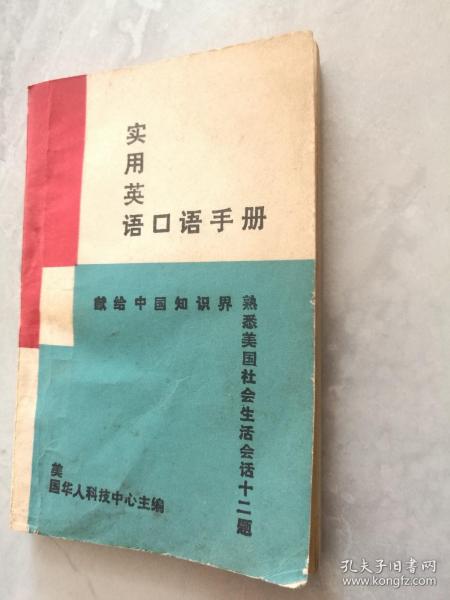 实用英语口语手册
献给中国知识界
熟悉美国社会生活会话十二题
美国华人科技中心主编
孔夫子旧书网
www.kongfz.com